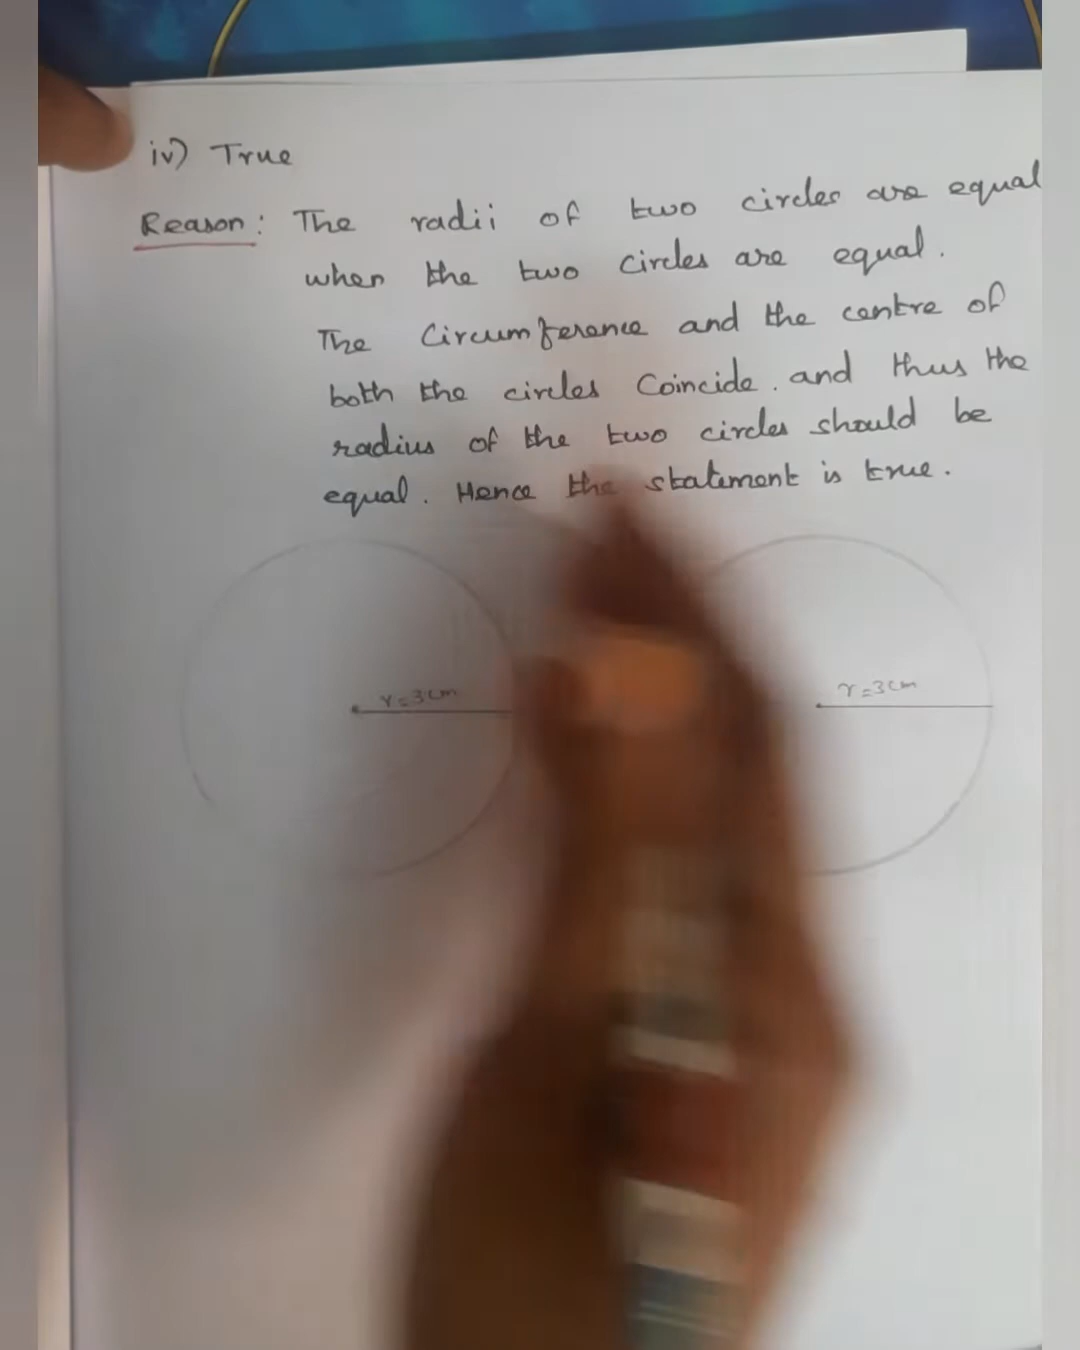 iv) True
Reason: The radii of two circles are equal
when the two circles are equal.
The Circumference and the centre of
both the circles Coincide. and thus the
radius of the two circles should be
equal. Hence the statement is true.
r=3cm
r=3cm